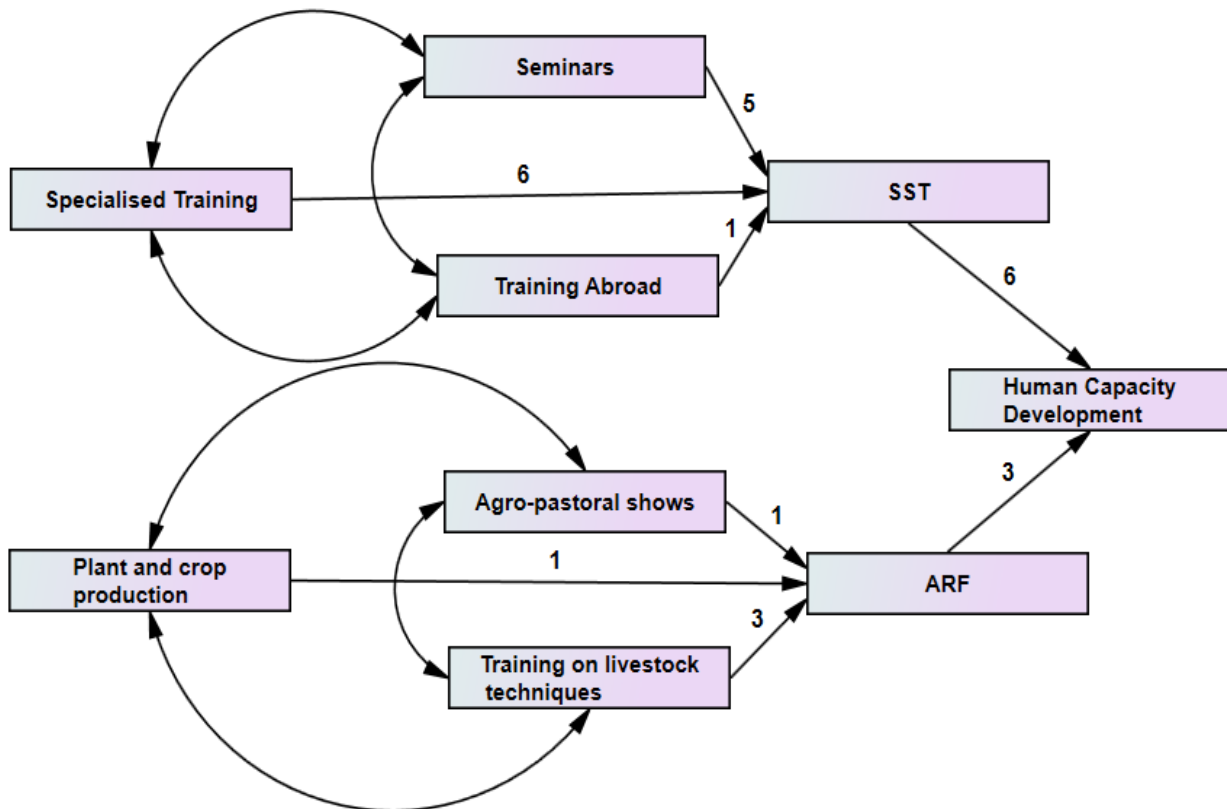 Seminars
5
Specialised Training
6
SST
1
Training Abroad
6
Human Capacity
Development
3
Agro-pastoral shows
1
Plant and crop
production
1
ARF
3
Training on livestock
techniques